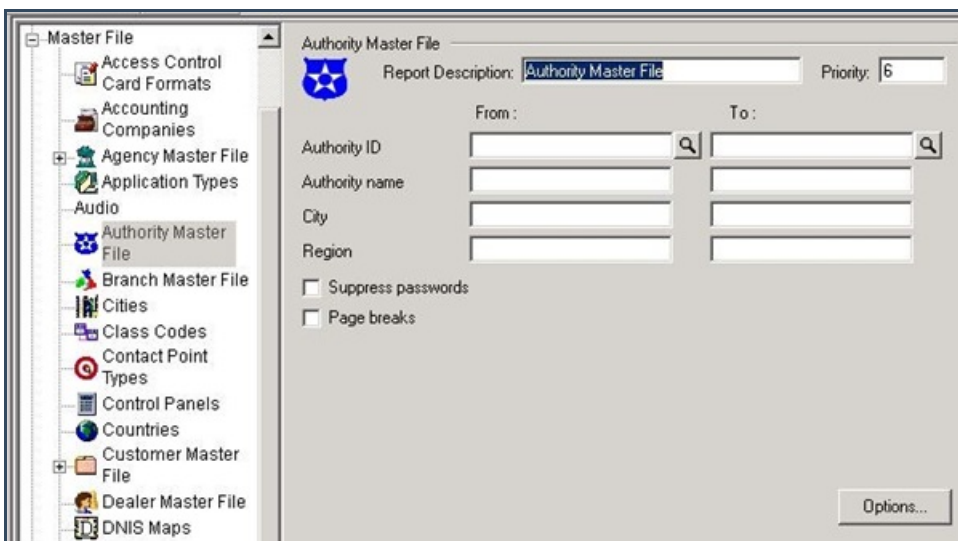 Master File
Access Control
Card Formats
Accounting
Companies
Agency Master File
Application Types
Audio
Authority Master
File
Branch Master File
Cities
Class Codes
Contact Point
Types
Control Panels
Countries
Customer Master
File
Dealer Master File
DNIS Maps
Authority Master File
Report Description: Authority Master File Priority: 6
From : To :
Authority ID
Authority name
City
Region
Suppress passwords
Page breaks
Options...